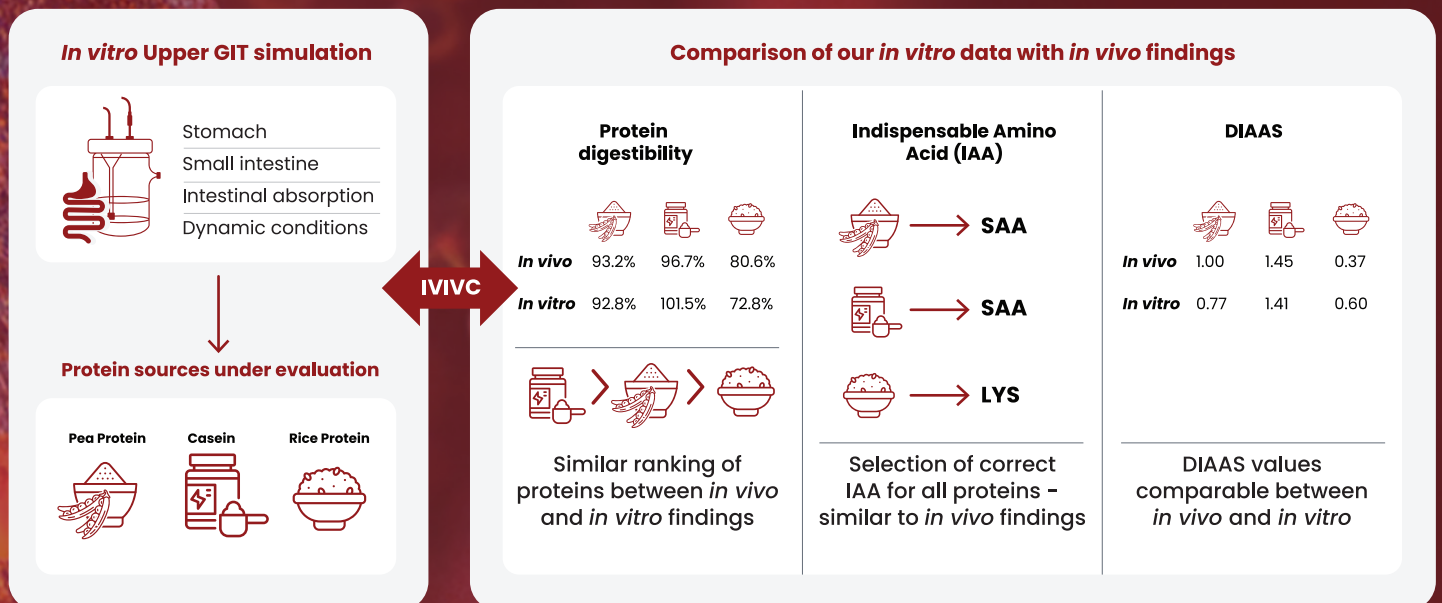 In vitro Upper GIT simulation
Stomach
Small intestine
Intestinal absorption
Dynamic conditions
Protein sources under evaluation
Pea Protein Casein Rice Protein
IVIVC
Comparison of our in vitro data with in vivo findings
Protein
digestibility
In vivo 93.2% 96.7% 80.6%
In vitro 92.8% 101.5% 72.8%
Similar ranking of
proteins between in vivo
and in vitro findings
Indispensable Amino
Acid (IAA)
SAA
SAA
LYS
Selection of correct
IAA for all proteins -
similar to in vivo findings
DIAAS
In vivo 1.00 1.45 0.37
In vitro 0.77 1.41 0.60
DIAAS values
comparable between
in vivo and in vitro